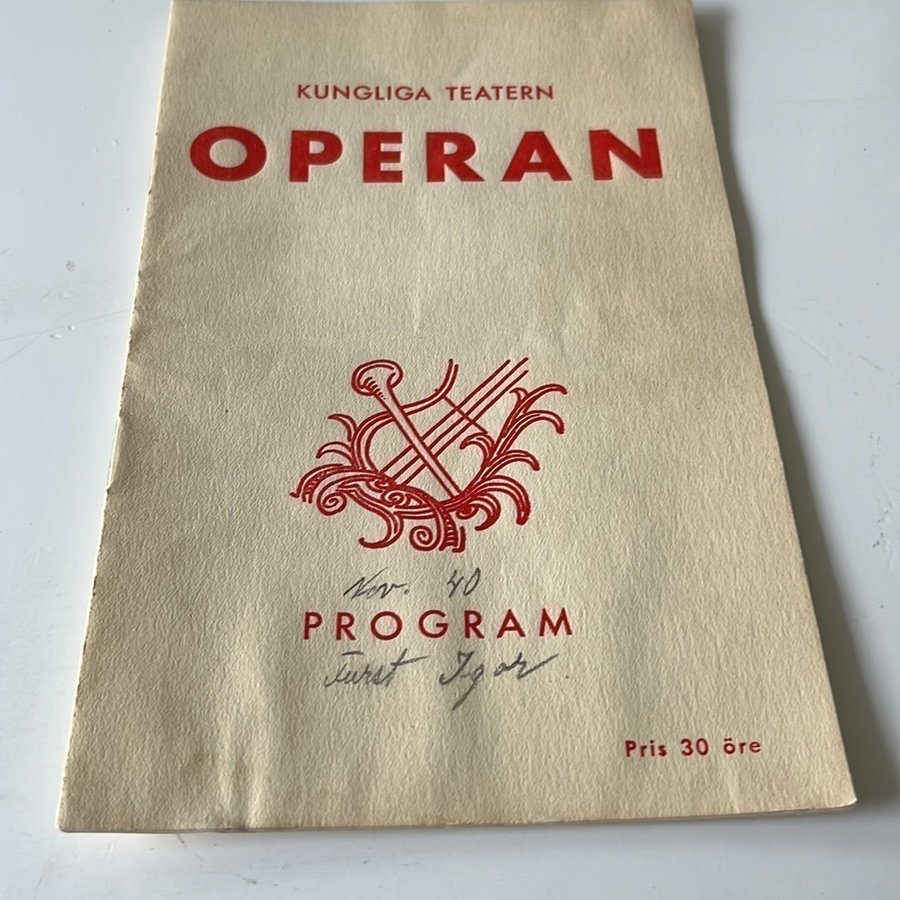 KUNGLIGA TEATERN
OPERAN
Nov. 40
PROGRAM
Furst Igor
Pris 30 öre